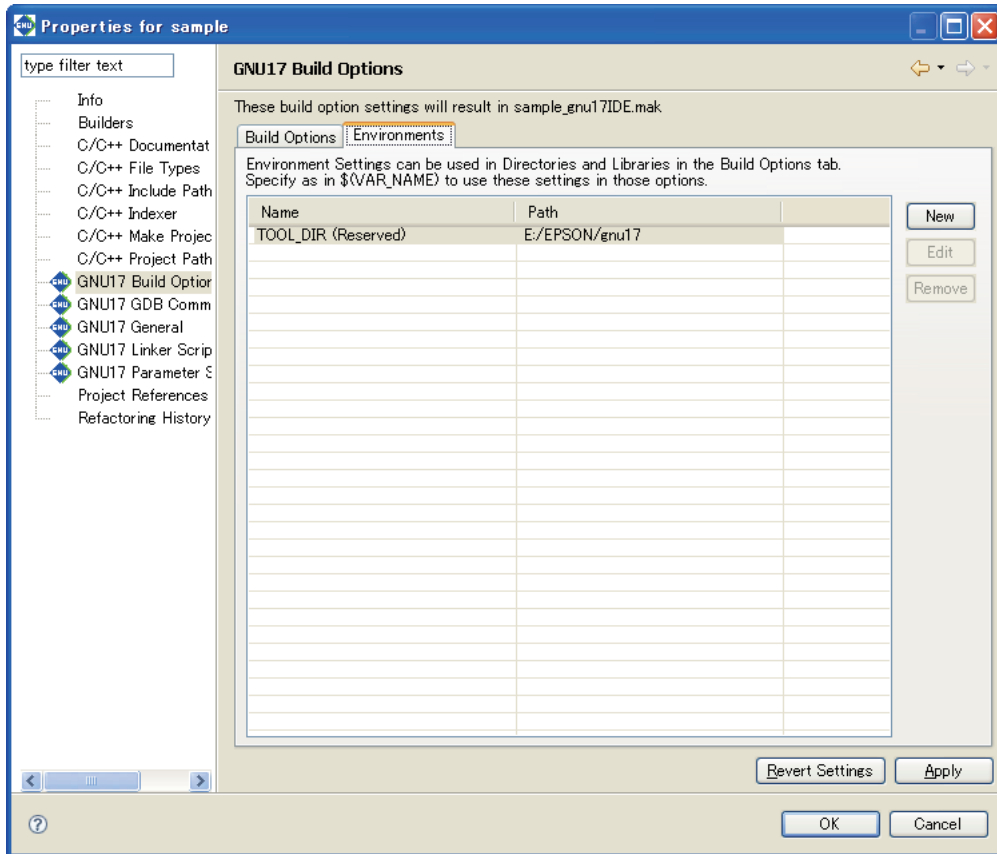 Properties for sample
type filter text
Info
Builders
C/C++ Documentat
C/C++ File Types
C/C++ Include Path
C/C++ Indexer
C/C++ Make Projec
C/C++ Project Path
GNU17 Build Option
GNU17 GDB Comm
GNU17 General
GNU17 Linker Scrip
GNU17 Parameter S
Project References
Refactoring History
GNU17 Build Options
These build option settings will result in sample_gnu17IDE.mak
Build Options Environments
Environment Settings can be used in Directories and Libraries in the Build Options tab.
Specify as in $(VAR_NAME) to use these settings in those options.
Name Path
TOOL_DIR (Reserved) E:/EPSON/gnu17
New
Edit
Remove
Revert Settings Apply
OK Cancel